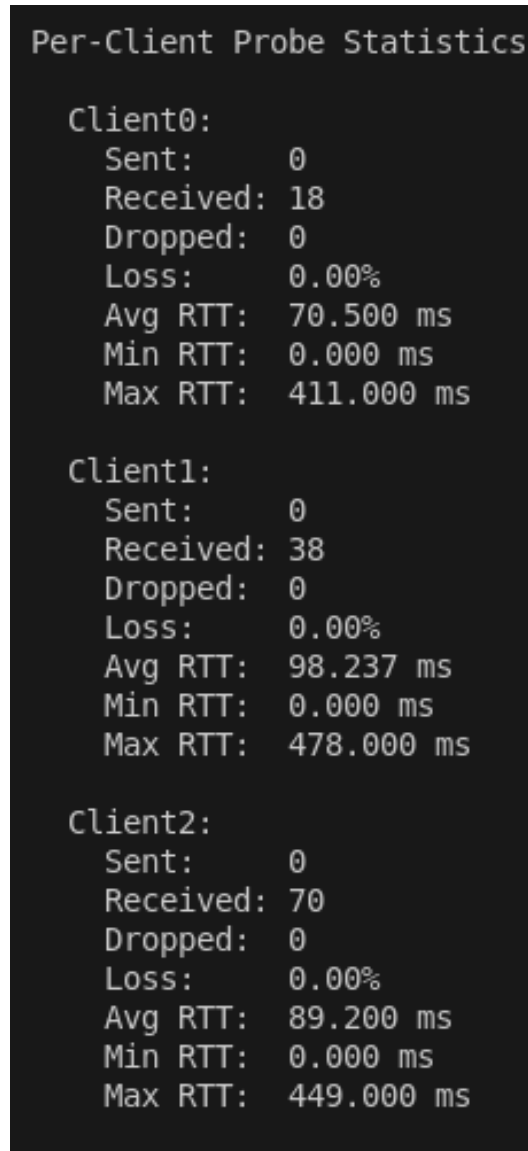 Per-Client Probe Statistics
Client0:
Sent: 0
Received: 18
Dropped: 0
Loss: 0.00%
Avg RTT: 70.500 ms
Min RTT: 0.000 ms
Max RTT: 411.000 ms
Client1:
Sent: 0
Received: 38
Dropped: 0
Loss: 0.00%
Avg RTT: 98.237 ms
Min RTT: 0.000 ms
Max RTT: 478.000 ms
Client2:
Sent: 0
Received: 70
Dropped: 0
Loss: 0.00%
Avg RTT: 89.200 ms
Min RTT: 0.000 ms
Max RTT: 449.000 ms